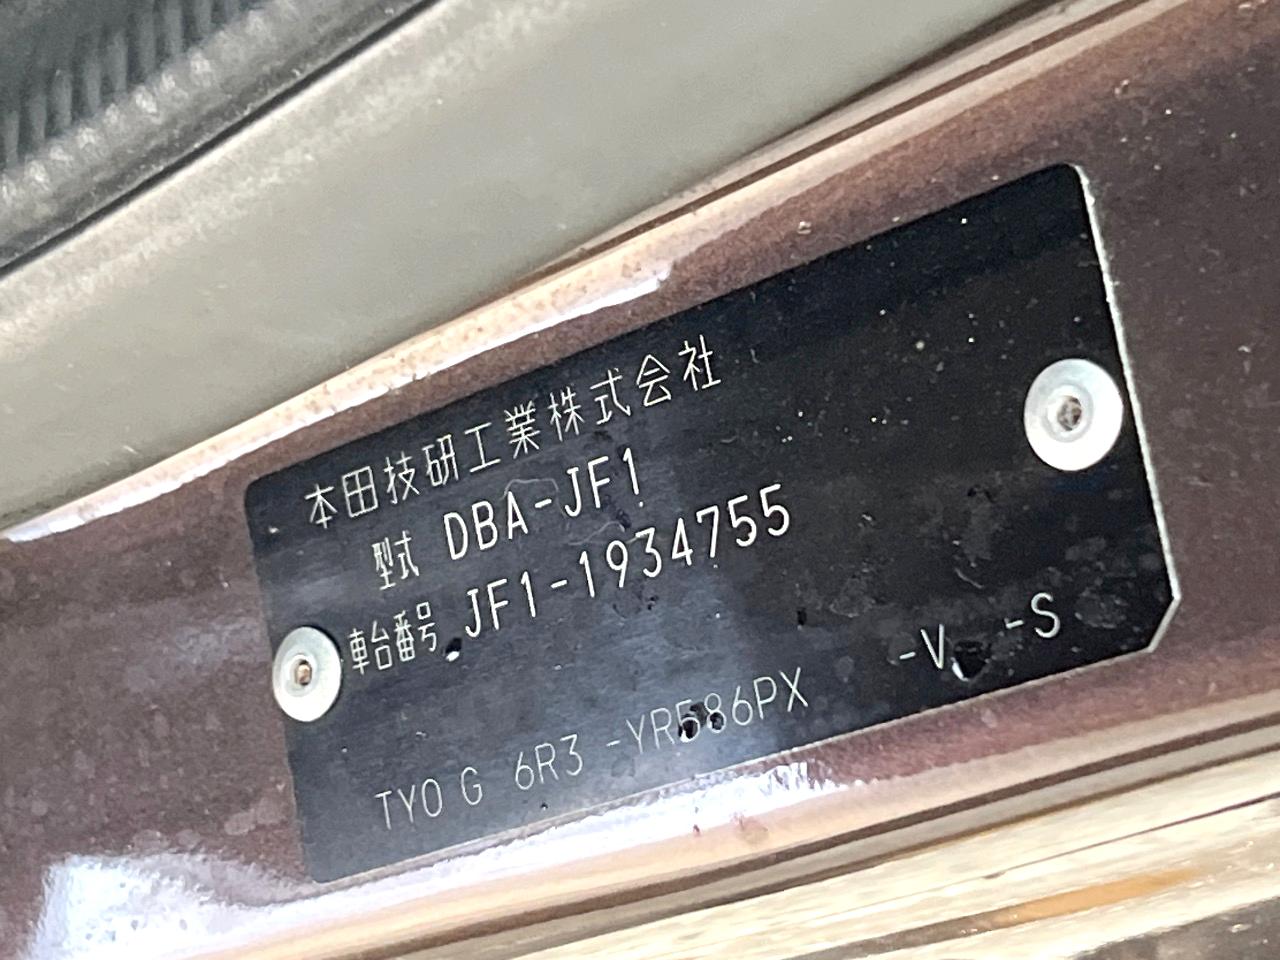 本田技研工業株式会社
型式 DBA-JF1
車台番号 JF1-1934755
TYO G 6R3 -YR586PX -V -S